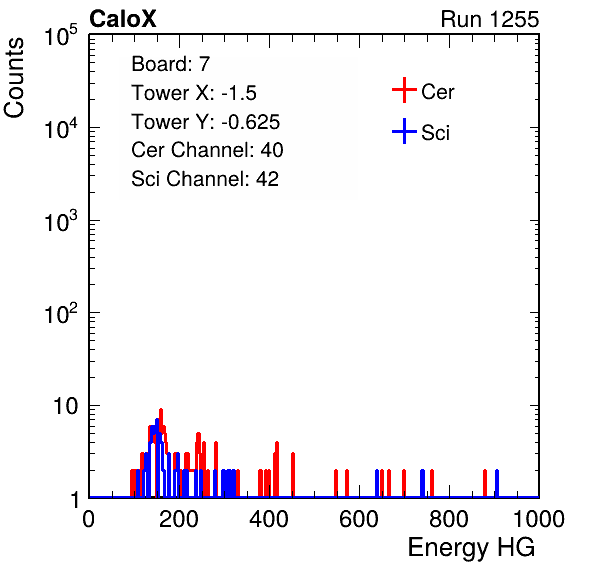 CaloX Run 1255
Counts
Board: 7
Tower X: -1.5
Tower Y: -0.625
Cer Channel: 40
Sci Channel: 42
Cer
Sci
10^5
10^4
10^3
10^2
10
1
0 200 400 600 800 1000
Energy HG